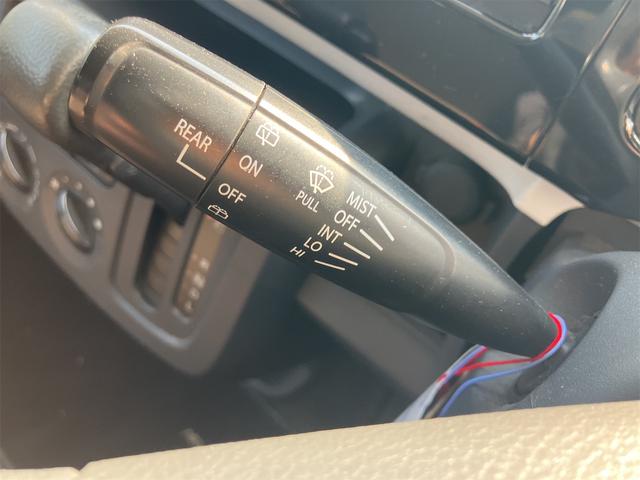 REAR
ON
OFF
PULL
MIST
OFF
INT
LO
HI